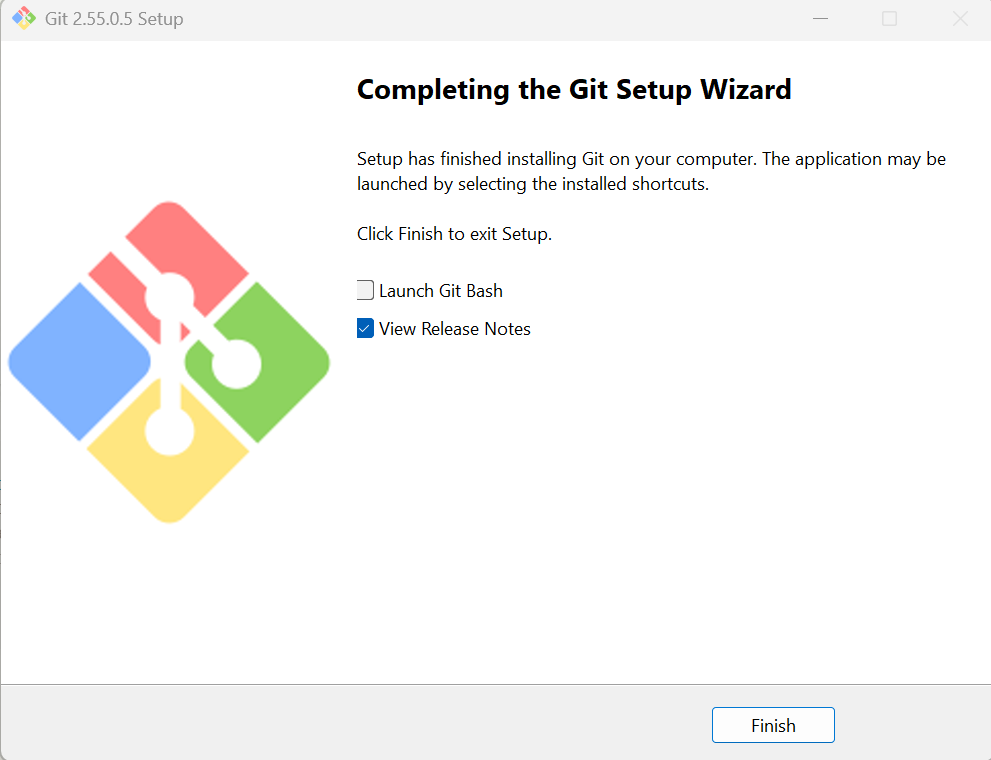 Git 2.55.0.5 Setup
Completing the Git Setup Wizard
Setup has finished installing Git on your computer. The application may be
launched by selecting the installed shortcuts.
Click Finish to exit Setup.
Launch Git Bash
View Release Notes
Finish